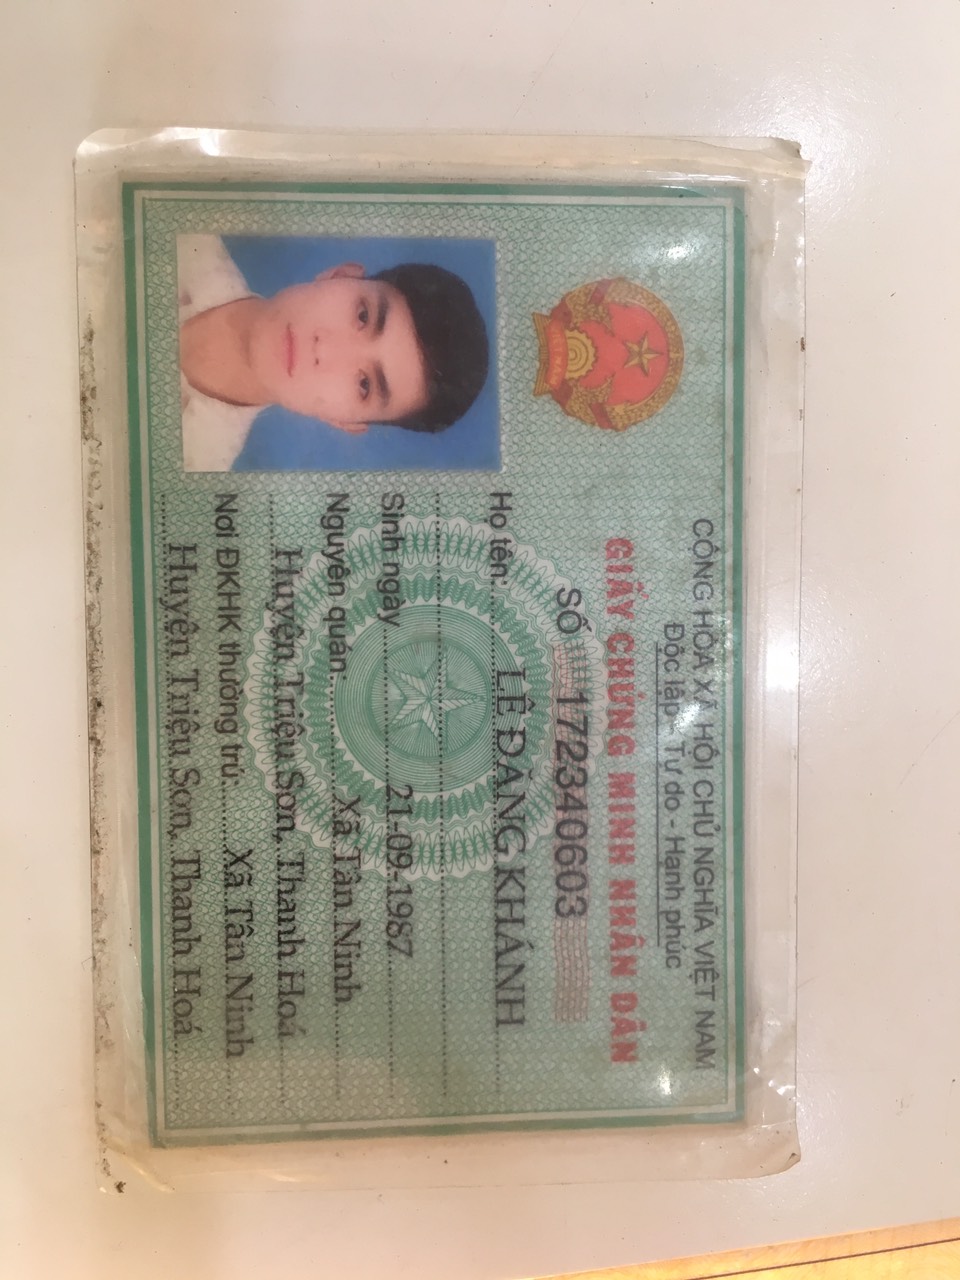 CỘNG HÒA XÃ HỘI CHỦ NGHĨA VIỆT NAM
Độc lập - Tự do - Hạnh phúc
GIẤY CHỨNG MINH NHÂN DÂN
SỐ 172340603
Họ tên: LÊ ĐĂNG KHÁNH
Sinh ngày 21-09-1987
Nguyên quán: Xã Tân Ninh
Huyện Triệu Sơn, Thanh Hoá
Nơi ĐKHK thường trú: Xã Tân Ninh
Huyện Triệu Sơn, Thanh Hoá
VIỆT NAM